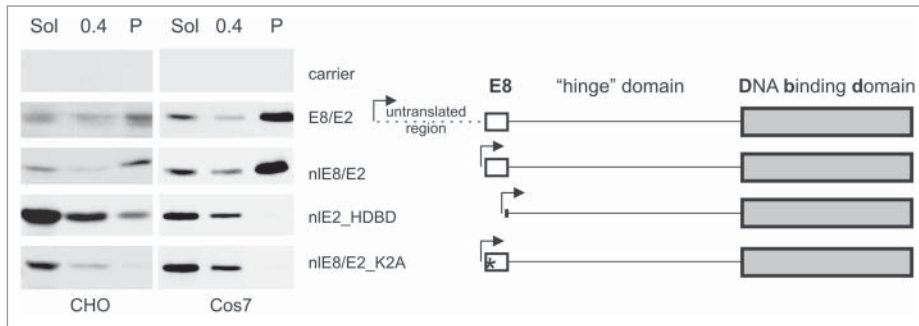 Sol 0.4 P Sol 0.4 P
carrier
E8/E2
nlE8/E2
nlE2_HDBD
nlE8/E2_K2A
CHO Cos7
E8 "hinge" domain DNA binding domain
untranslated
region
*